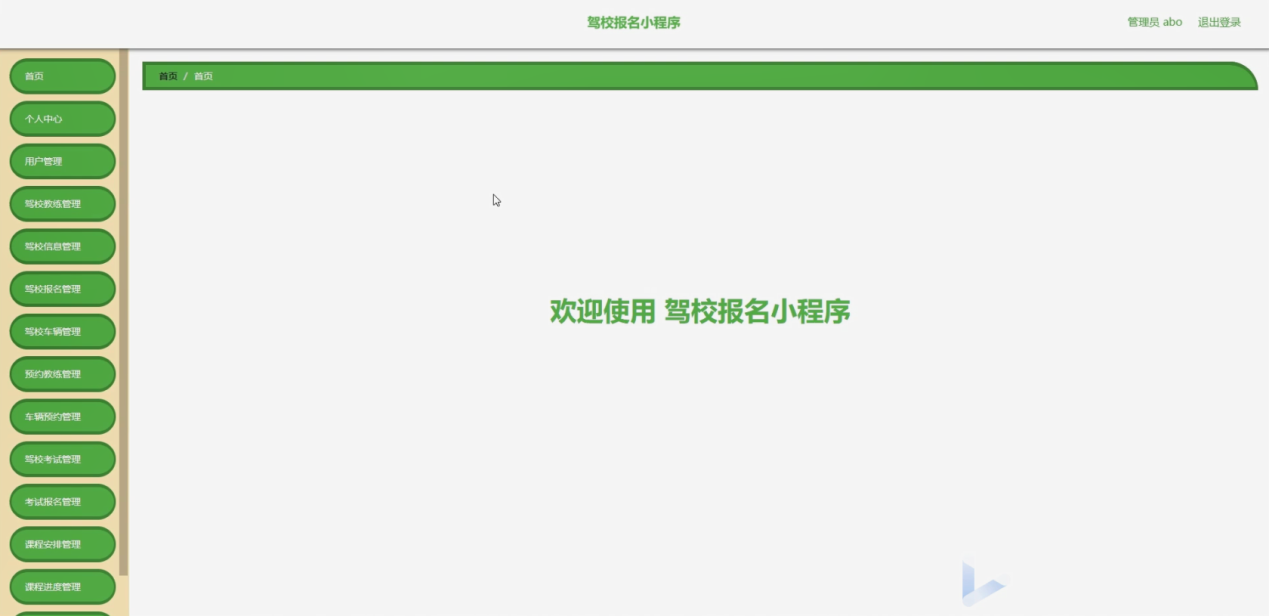 驾校报名小程序
管理员 abo 退出登录
首页
个人中心
用户管理
驾校教练管理
驾校信息管理
驾校报名管理
驾校车辆管理
预约教练管理
车辆预约管理
驾校考试管理
考试报名管理
课程安排管理
课程进度管理
首页 / 首页
欢迎使用 驾校报名小程序